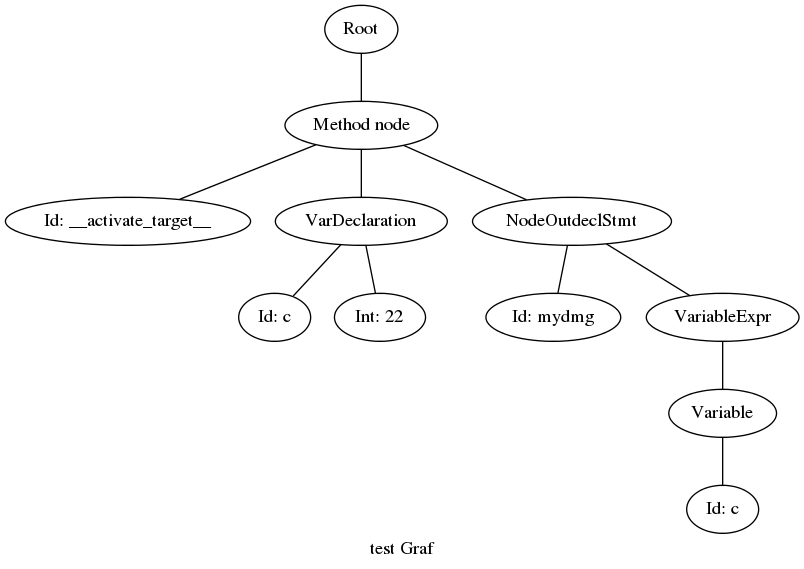 Root
Method node
Id: __activate_target__
VarDeclaration
NodeOutdeclStmt
Id: c
Int: 22
Id: mydmg
VariableExpr
Variable
Id: c
test Graf